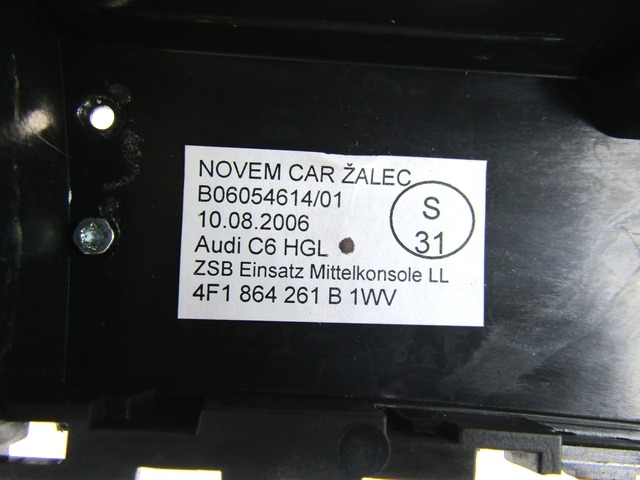 NOVEM CAR ŽALEC
B06054614/01
10.08.2006
Audi C6 HGL
ZSB Einsatz Mittelkonsole LL
4F1 864 261 B 1WV
S
31